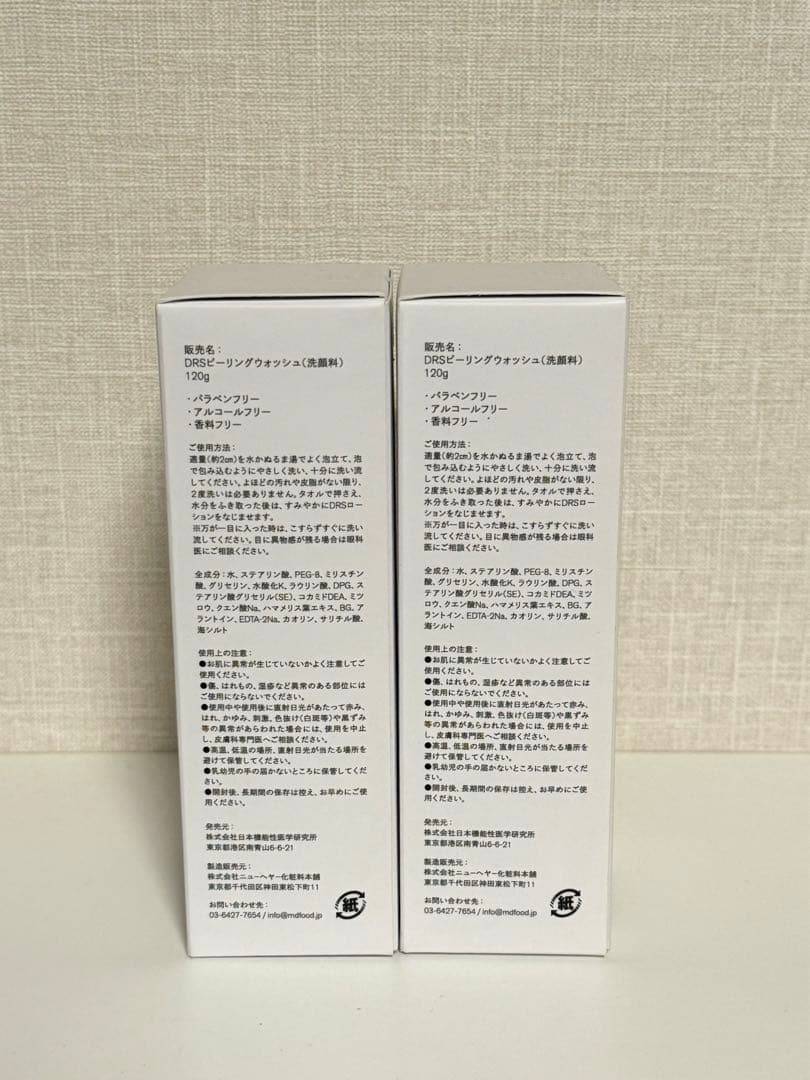 販売名：
DRSピーリングウォッシュ（洗顔料）
120g
・パラベンフリー
・アルコールフリー
・香料フリー
ご使用方法：
適量（約2㎝）を水かぬるま湯でよく泡立て、泡
で包み込むようにやさしく洗い、十分に洗い流
してください。よほどの汚れや皮脂がない限り、
2度洗いは必要ありません。タオルで押さえ、
水分をふき取った後は、すみやかにDRSロー
ションをなじませます。
※万が一目に入った時は、こすらずすぐに洗い
流してください。目に異物感が残る場合は眼科
医にご相談ください。
全成分：水、ステアリン酸、PEG-8、ミリスチン
酸、グリセリン、水酸化K、ラウリン酸、DPG、ス
テアリン酸グリセリル（SE）、コカミドDEA、ミツ
ロウ、クエン酸Na、ハマメリス葉エキス、BG、ア
ラントイン、EDTA-2Na、カオリン、サリチル酸、
海シルト
使用上の注意：
●お肌に異常が生じていないかよく注意してご
使用ください。
●傷、はれもの、湿疹など異常のある部位には
ご使用にならないでください。
●使用中や使用後に直射日光があたって赤み、
はれ、かゆみ、刺激、色抜け（白斑等）や黒ずみ
等の異常があらわれた場合には、使用を中止
し、皮膚科専門医へご相談ください。
●高温、低温の場所、直射日光が当たる場所を
避けて保管してください。
●乳幼児の手の届かないところに保管してくだ
さい。
●開封後、長期間の保存は控え、お早めにご使
用ください。
発売元：
株式会社日本機能性医学研究所
東京都港区南青山6-6-21
製造販売元：
株式会社ニューヘヤー化粧料本舗
東京都千代田区神田東松下町11
お問い合わせ先：
03-6427-7654 / info@mdfood.jp
紙
販売名：
DRSピーリングウォッシュ（洗顔料）
120g
・パラベンフリー
・アルコールフリー
・香料フリー
ご使用方法：
適量（約2㎝）を水かぬるま湯でよく泡立て、泡
で包み込むようにやさしく洗い、十分に洗い流
してください。よほどの汚れや皮脂がない限り、
2度洗いは必要ありません。タオルで押さえ、
水分をふき取った後は、すみやかにDRSロー
ションをなじませます。
※万が一目に入った時は、こすらずすぐに洗い
流してください。目に異物感が残る場合は眼科
医にご相談ください。
全成分：水、ステアリン酸、PEG-8、ミリスチン
酸、グリセリン、水酸化K、ラウリン酸、DPG、ス
テアリン酸グリセリル（SE）、コカミドDEA、ミツ
ロウ、クエン酸Na、ハマメリス葉エキス、BG、ア
ラントイン、EDTA-2Na、カオリン、サリチル酸、
海シルト
使用上の注意：
●お肌に異常が生じていないかよく注意してご
使用ください。
●傷、はれもの、湿疹など異常のある部位には
ご使用にならないでください。
●使用中や使用後に直射日光があたって赤み、
はれ、かゆみ、刺激、色抜け（白斑等）や黒ずみ
等の異常があらわれた場合には、使用を中止
し、皮膚科専門医へご相談ください。
●高温、低温の場所、直射日光が当たる場所を
避けて保管してください。
●乳幼児の手の届かないところに保管してくだ
さい。
●開封後、長期間の保存は控え、お早めにご使
用ください。
発売元：
株式会社日本機能性医学研究所
東京都港区南青山6-6-21
製造販売元：
株式会社ニューヘヤー化粧料本舗
東京都千代田区神田東松下町11
お問い合わせ先：
03-6427-7654 / info@mdfood.jp
紙